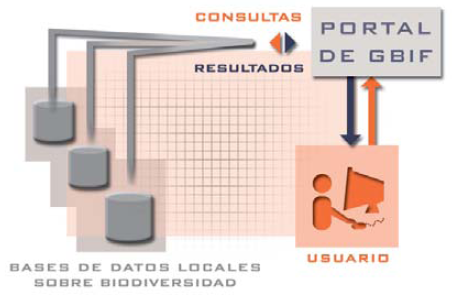 CONSULTAS
RESULTADOS
PORTAL
DE GBIF
USUARIO
BASES DE DATOS LOCALES
SOBRE BIODIVERSIDAD